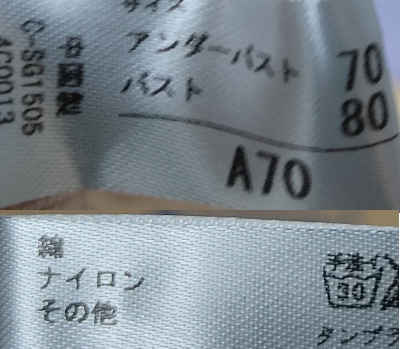 サイズ
アンダーバスト 70
バスト 80
A70
中国製
C-SG1505
AC0013
綿
ナイロン
その他
手洗イ
30
タンブラ